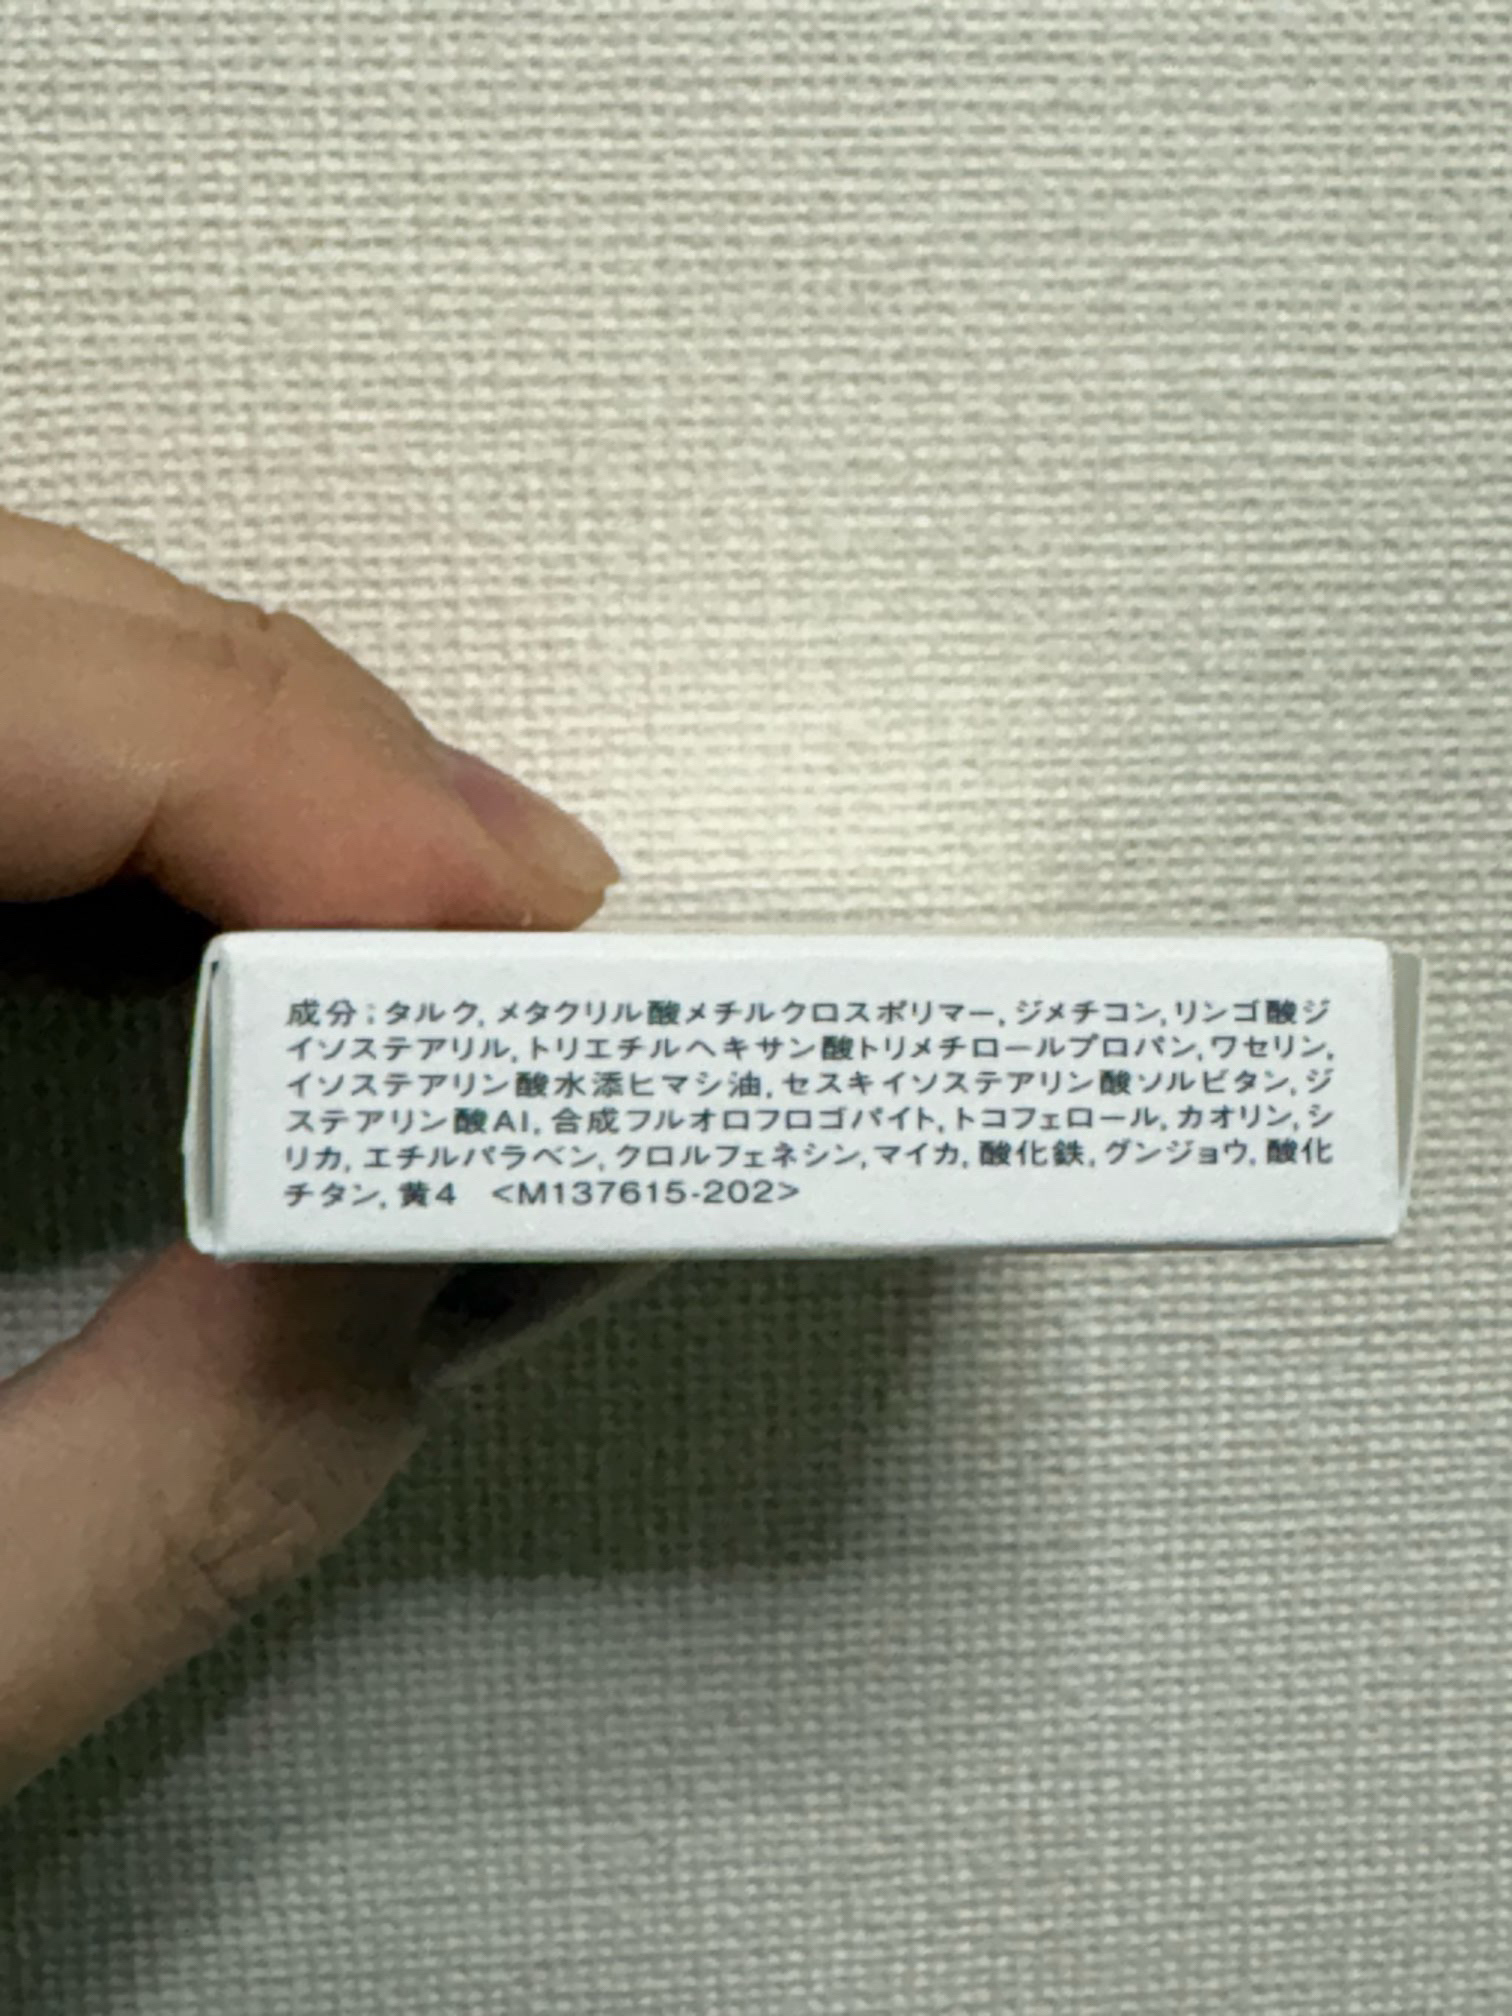 成分：タルク,メタクリル酸メチルクロスポリマー,ジメチコン,リンゴ酸ジ
イソステアリル,トリエチルヘキサン酸トリメチロールプロパン,ワセリン,
イソステアリン酸水添ヒマシ油,セスキイソステアリン酸ソルビタン,ジ
ステアリン酸Al,合成フルオロフロゴパイト,トコフェロール,カオリン,シ
リカ,エチルパラベン,クロルフェネシン,マイカ,酸化鉄,グンジョウ,酸化
チタン,黄4　<M137615-202>